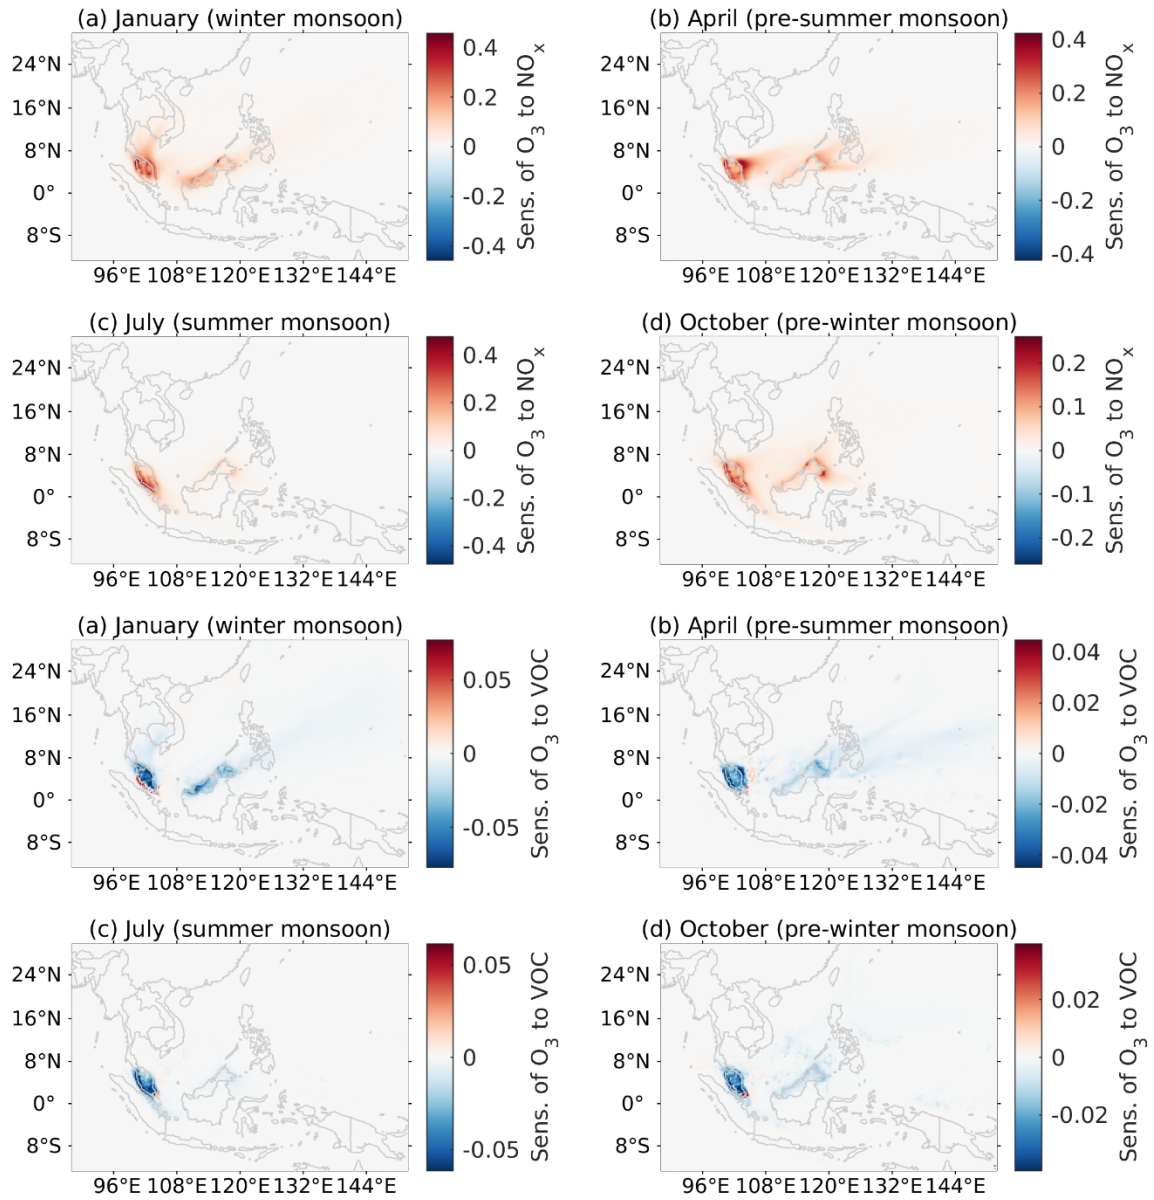 (a) January (winter monsoon)
24°N
16°N
8°N
0°
8°S
96°E 108°E 120°E 132°E 144°E
0.4
0.2
0
-0.2
-0.4
Sens. of O3 to NOx
(b) April (pre-summer monsoon)
24°N
16°N
8°N
0°
8°S
96°E 108°E 120°E 132°E 144°E
0.4
0.2
0
-0.2
-0.4
Sens. of O3 to NOx
(c) July (summer monsoon)
24°N
16°N
8°N
0°
8°S
96°E 108°E 120°E 132°E 144°E
0.4
0.2
0
-0.2
-0.4
Sens. of O3 to NOx
(d) October (pre-winter monsoon)
24°N
16°N
8°N
0°
8°S
96°E 108°E 120°E 132°E 144°E
0.2
0.1
0
-0.1
-0.2
Sens. of O3 to NOx
(a) January (winter monsoon)
24°N
16°N
8°N
0°
8°S
96°E 108°E 120°E 132°E 144°E
0.05
0
-0.05
Sens. of O3 to VOC
(b) April (pre-summer monsoon)
24°N
16°N
8°N
0°
8°S
96°E 108°E 120°E 132°E 144°E
0.04
0.02
0
-0.02
-0.04
Sens. of O3 to VOC
(c) July (summer monsoon)
24°N
16°N
8°N
0°
8°S
96°E 108°E 120°E 132°E 144°E
0.05
0
-0.05
Sens. of O3 to VOC
(d) October (pre-winter monsoon)
24°N
16°N
8°N
0°
8°S
96°E 108°E 120°E 132°E 144°E
0.02
0
-0.02
Sens. of O3 to VOC